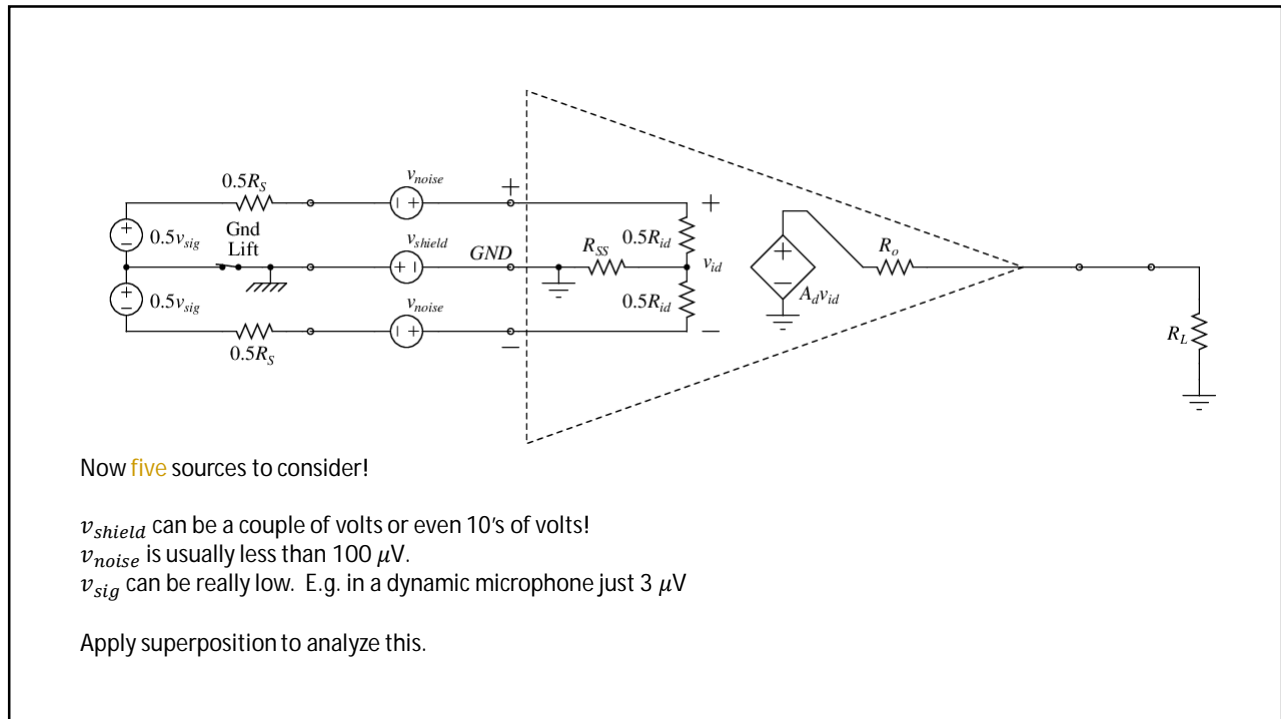 v_noise
0.5R_S
+
+
Gnd
Lift
0.5v_sig
v_shield
GND
R_SS
0.5R_id
v_id
R_o
0.5v_sig
v_noise
0.5R_id
A_dv_id
0.5R_S
−
−
R_L
Now five sources to consider!
v_shield can be a couple of volts or even 10's of volts!
v_noise is usually less than 100 μV.
v_sig can be really low. E.g. in a dynamic microphone just 3 μV
Apply superposition to analyze this.